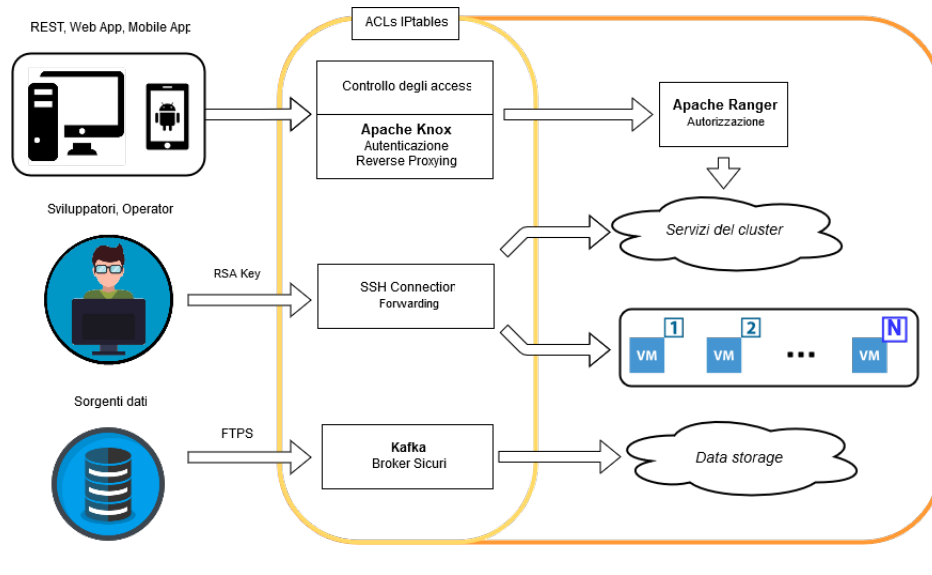 ACLs IPtables
REST, Web App, Mobile App
Controllo degli access
Apache Knox
Autenticazione
Reverse Proxying
Apache Ranger
Autorizzazione
Sviluppatori, Operator
RSA Key
SSH Connection
Forwarding
Servizi del cluster
VM 1
VM 2
...
VM N
Sorgenti dati
FTPS
Kafka
Broker Sicuri
Data storage